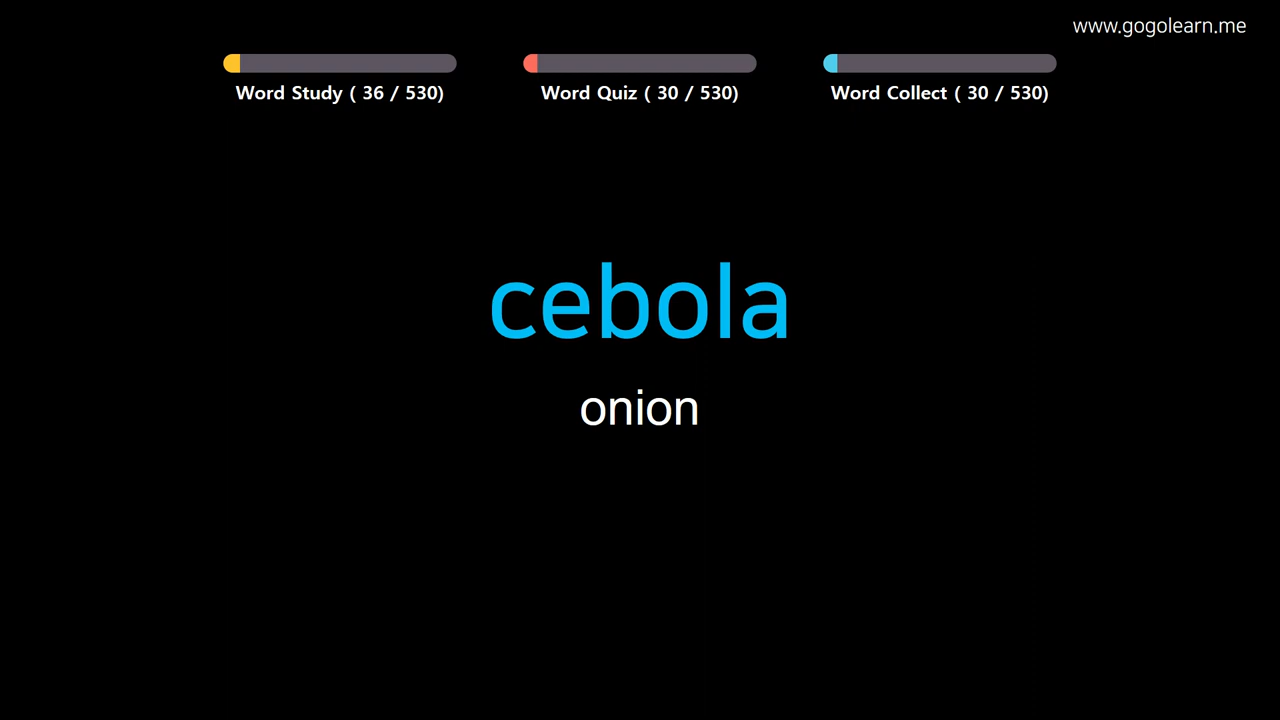 www.gogolearn.me
Word Study ( 36 / 530)
Word Quiz ( 30 / 530)
Word Collect ( 30 / 530)
cebola
onion